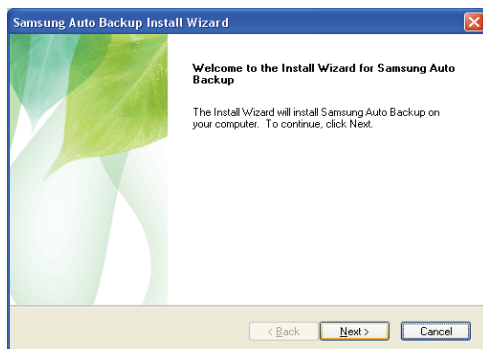 Samsung Auto Backup Install Wizard
Welcome to the Install Wizard for Samsung Auto
Backup
The Install Wizard will install Samsung Auto Backup on
your computer. To continue, click Next.
< Back Next > Cancel